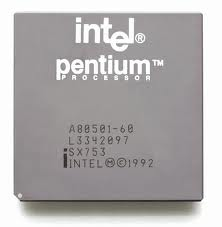 intel®
pentium™
PROCESSOR
A80501-60
L3342097
SX753
INTEL Ⓜ©1992